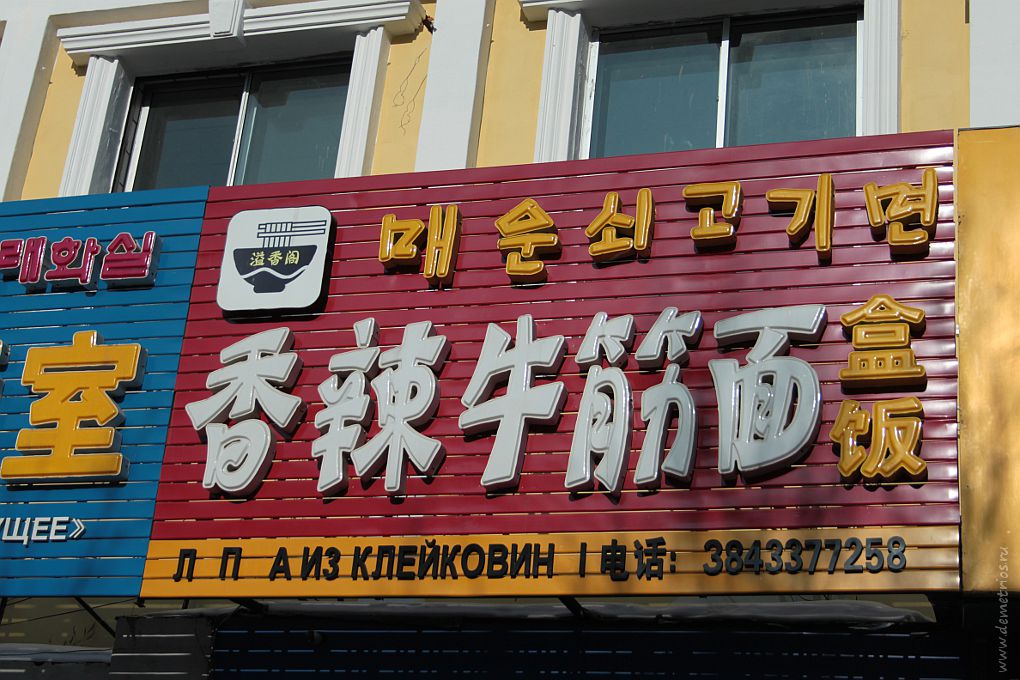 매운쇠고기면
溢香阁
래화실
香辣牛筋面
盒饭
室
УЩЕЕ»
Л П А ИЗ КЛЕЙКОВИН І 电话: 3843377258
www.demetrios.ru